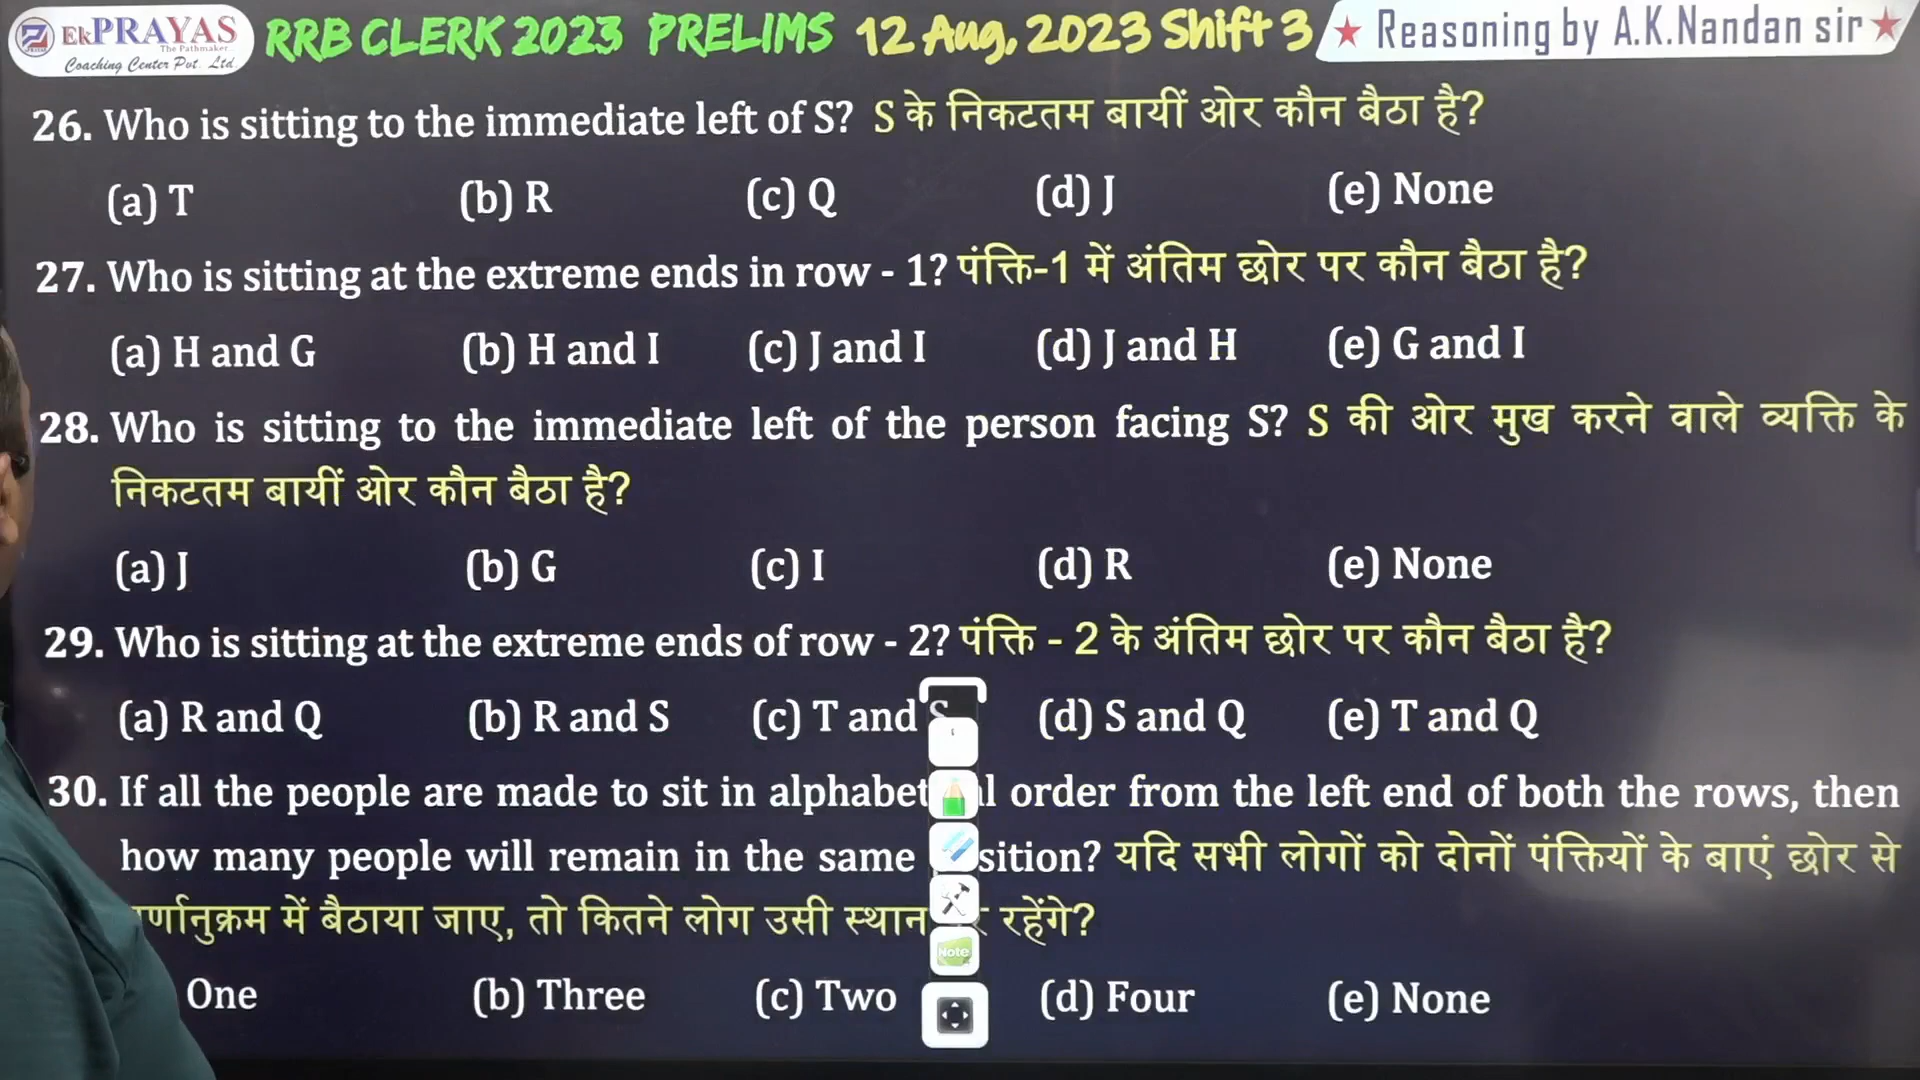 EkPRAYAS
The Pathmaker...
Coaching Center Pvt. Ltd
RRB CLERK 2023 PRELIMS 12 Aug, 2023 Shift 3
★ Reasoning by A.K.Nandan sir ★
26. Who is sitting to the immediate left of S? S के निकटतम बायीं ओर कौन बैठा है?
(a) T (b) R (c) Q (d) J (e) None
27. Who is sitting at the extreme ends in row - 1? पंक्ति-1 में अंतिम छोर पर कौन बैठा है?
(a) H and G (b) H and I (c) J and I (d) J and H (e) G and I
28. Who is sitting to the immediate left of the person facing S? S की ओर मुख करने वाले व्यक्ति के
निकटतम बायीं ओर कौन बैठा है?
(a) J (b) G (c) I (d) R (e) None
29. Who is sitting at the extreme ends of row - 2? पंक्ति - 2 के अंतिम छोर पर कौन बैठा है?
(a) R and Q (b) R and S (c) T and S (d) S and Q (e) T and Q
30. If all the people are made to sit in order from the left end of both the rows, then
how many people will remain in the same sition? यदि सभी लोगों को दोनों पंक्तियों के बाएं छोर से
र्णानुक्रम में बैठाया जाए, तो कितने लोग उसी स्थान रहेंगे?
One (b) Three (c) Two (d) Four (e) None
Note